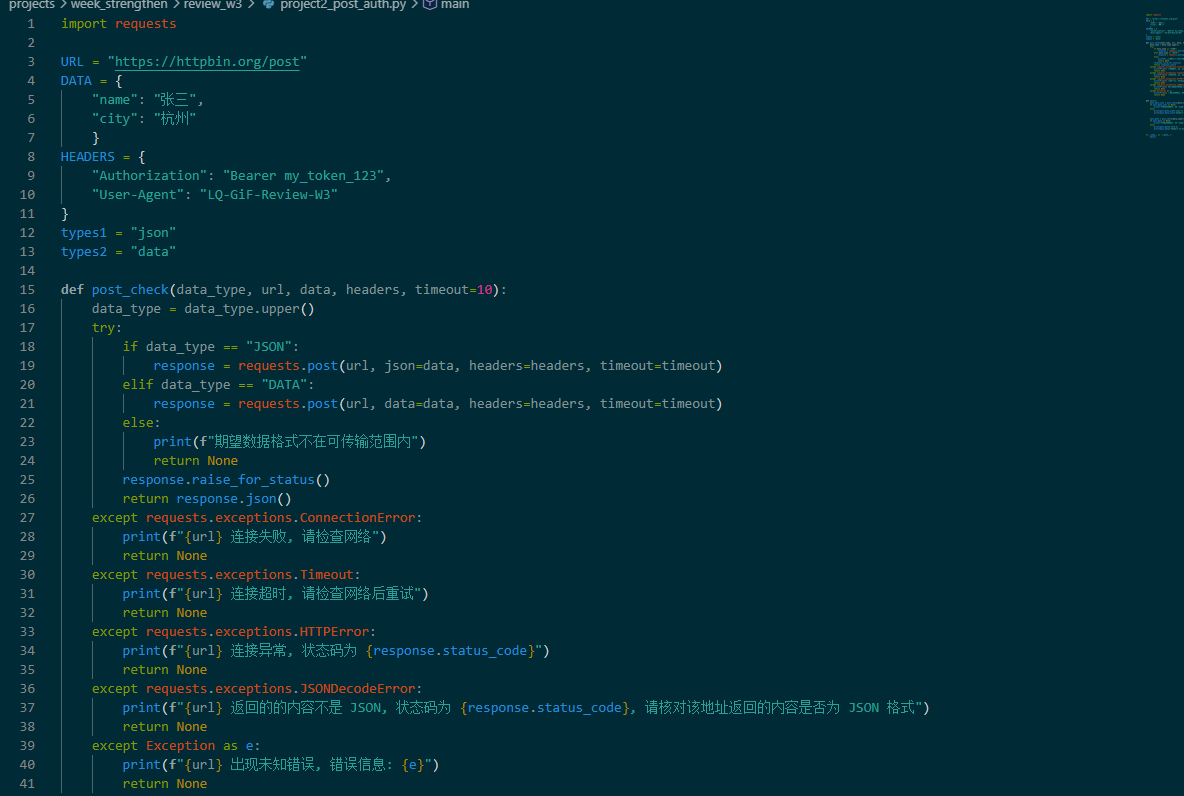 projects > week_strengthen > review_w3 > project2_post_auth.py > main
1 import requests
2
3 URL = "https://httpbin.org/post"
4 DATA = {
5     "name": "张三",
6     "city": "杭州"
7     }
8 HEADERS = {
9     "Authorization": "Bearer my_token_123",
10     "User-Agent": "LQ-GiF-Review-W3"
11 }
12 types1 = "json"
13 types2 = "data"
14
15 def post_check(data_type, url, data, headers, timeout=10):
16     data_type = data_type.upper()
17     try:
18         if data_type == "JSON":
19             response = requests.post(url, json=data, headers=headers, timeout=timeout)
20         elif data_type == "DATA":
21             response = requests.post(url, data=data, headers=headers, timeout=timeout)
22         else:
23             print(f"期望数据格式不在可传输范围内")
24             return None
25         response.raise_for_status()
26         return response.json()
27     except requests.exceptions.ConnectionError:
28         print(f"{url} 连接失败, 请检查网络")
29         return None
30     except requests.exceptions.Timeout:
31         print(f"{url} 连接超时, 请检查网络后重试")
32         return None
33     except requests.exceptions.HTTPError:
34         print(f"{url} 连接异常, 状态码为 {response.status_code}")
35         return None
36     except requests.exceptions.JSONDecodeError:
37         print(f"{url} 返回的的内容不是 JSON, 状态码为 {response.status_code}, 请核对该地址返回的内容是否为 JSON 格式")
38         return None
39     except Exception as e:
40         print(f"{url} 出现未知错误, 错误信息: {e}")
41         return None